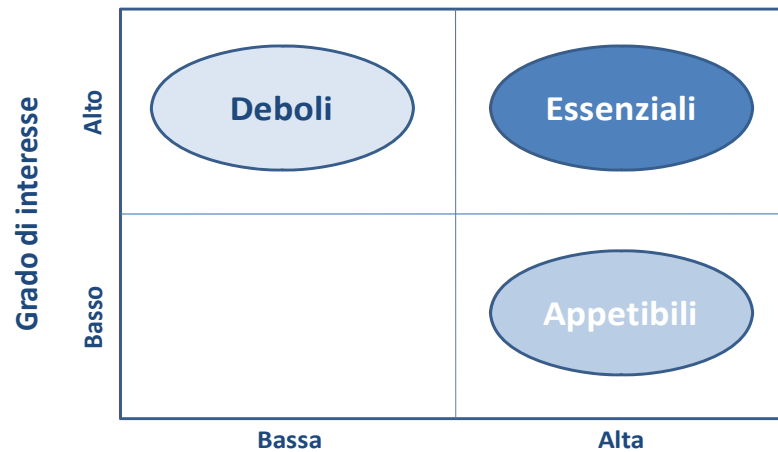 Grado di interesse
Alto
Deboli
Essenziali
Basso
Appetibili
Bassa
Alta